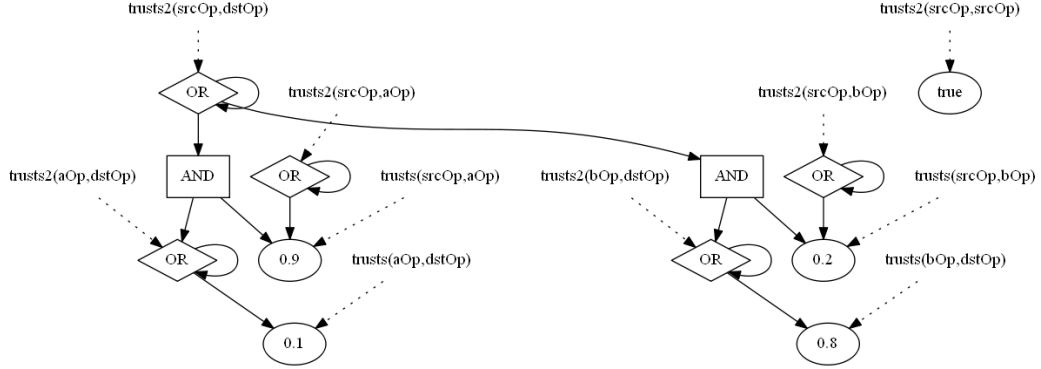 trusts2(srcOp,dstOp)
trusts2(srcOp,srcOp)
OR
trusts2(srcOp,aOp)
trusts2(srcOp,bOp)
true
trusts2(aOp,dstOp)
AND
OR
trusts(srcOp,aOp)
trusts2(bOp,dstOp)
AND
OR
trusts(srcOp,bOp)
OR
0.9
trusts(aOp,dstOp)
OR
0.2
trusts(bOp,dstOp)
0.1
0.8